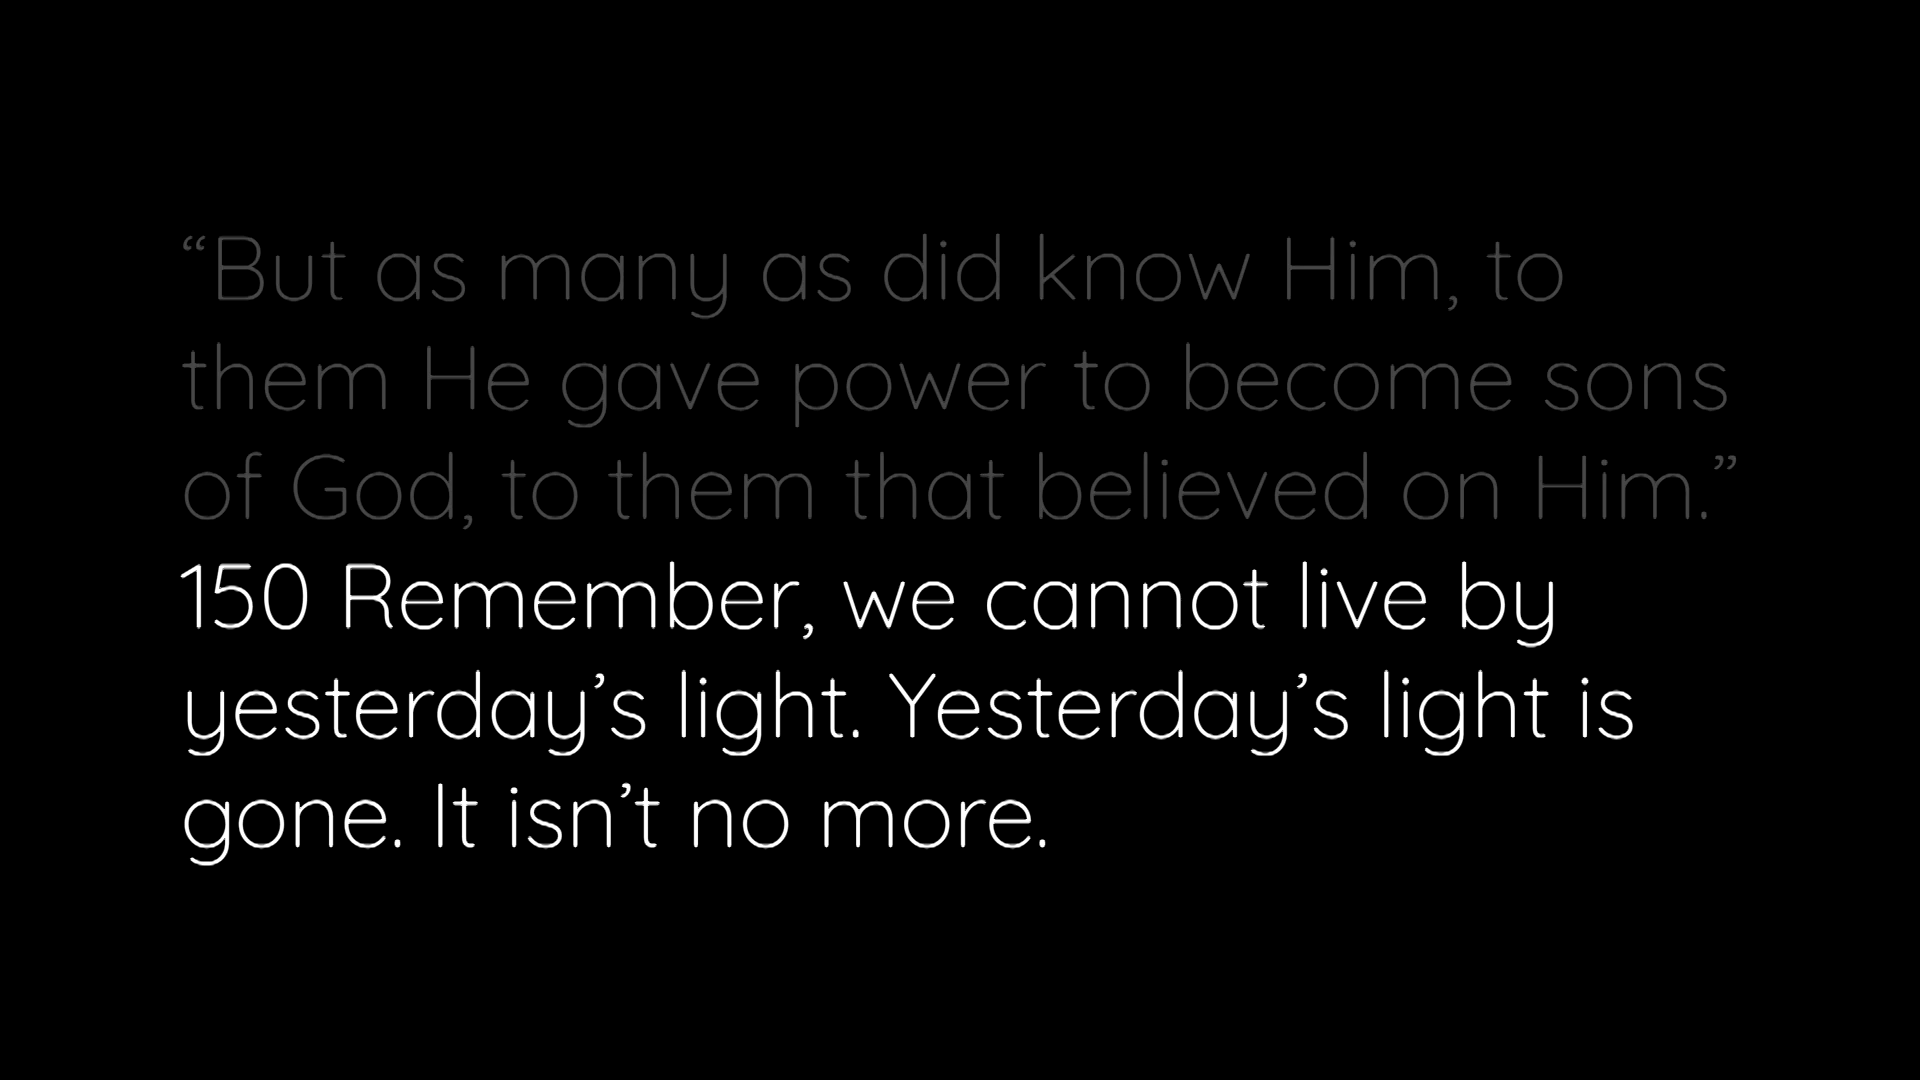 “But as many as did know Him, to
them He gave power to become sons
of God, to them that believed on Him.”
150 Remember, we cannot live by
yesterday’s light. Yesterday’s light is
gone. It isn’t no more.